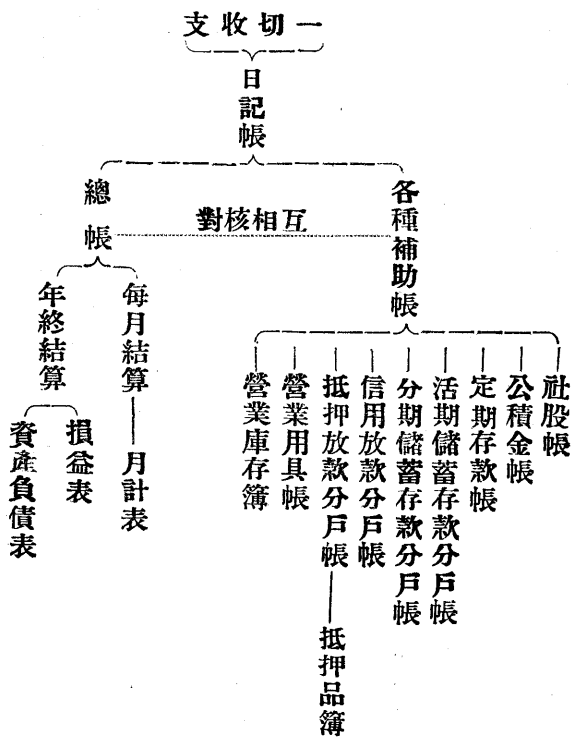 一切收支
日記帳
各種補助帳
互相核對
總帳
社股帳
公積金帳
定期存款帳
活期儲蓄存款分戶帳
分期儲蓄存款分戶帳
信用放款分戶帳
抵押放款分戶帳
抵押品簿
營業用具帳
營業庫存簿
每月結算
月計表
年終結算
損益表
資產負債表